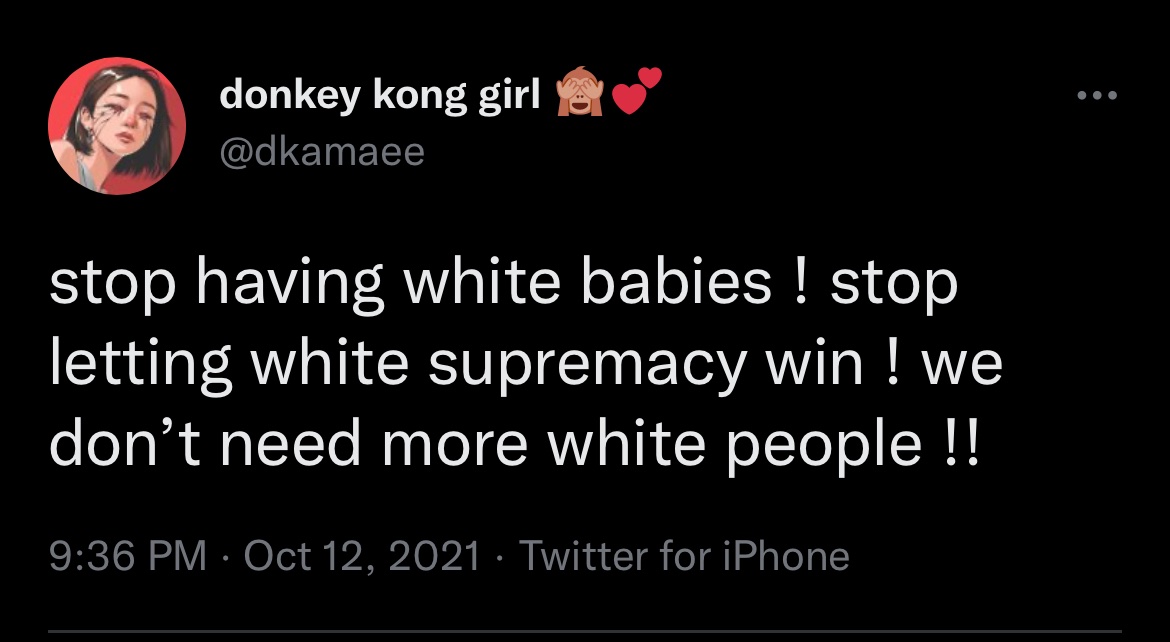 donkey kong girl 🙈💕
@dkamaee
stop having white babies ! stop
letting white supremacy win ! we
don’t need more white people !!
9:36 PM · Oct 12, 2021 · Twitter for iPhone